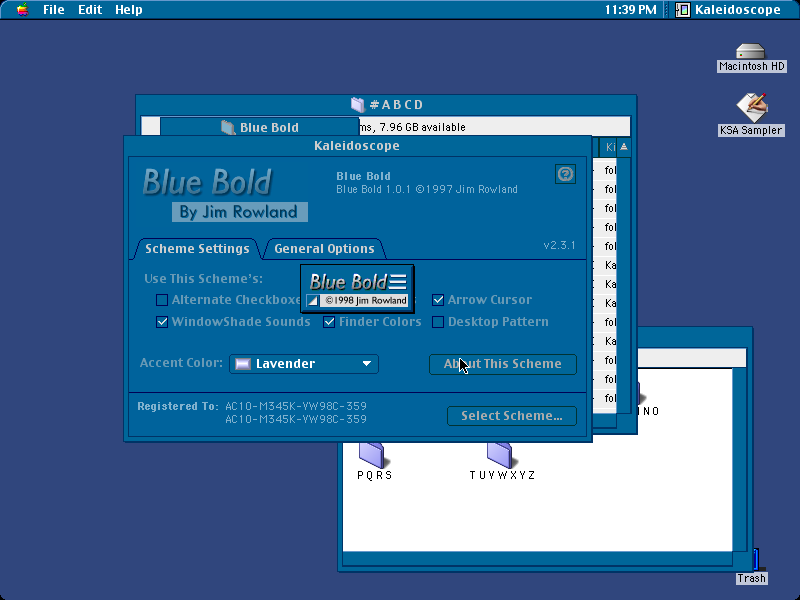 File Edit Help
11:39 PM
Kaleidoscope
Macintosh HD
KSA Sampler
#ABCD
Blue Bold
ms, 7.96 GB available
Kaleidoscope
Ki
Blue Bold
By Jim Rowland
Blue Bold
Blue Bold 1.0.1 ©1997 Jim Rowland
fol
fol
fol
fol
fol
Ka
Ka
Ka
fol
Ka
fol
fol
fol
Scheme Settings
General Options
v2.3.1
Use This Scheme's:
Blue Bold
©1998 Jim Rowland
Alternate Checkboxe
s
Arrow Cursor
WindowShade Sounds
Finder Colors
Desktop Pattern
Accent Color:
Lavender
About This Scheme
Registered To:
AC10-M345K-YW98C-359
AC10-M345K-YW98C-359
Select Scheme...
NO
PQRS
TUVWXYZ
Trash